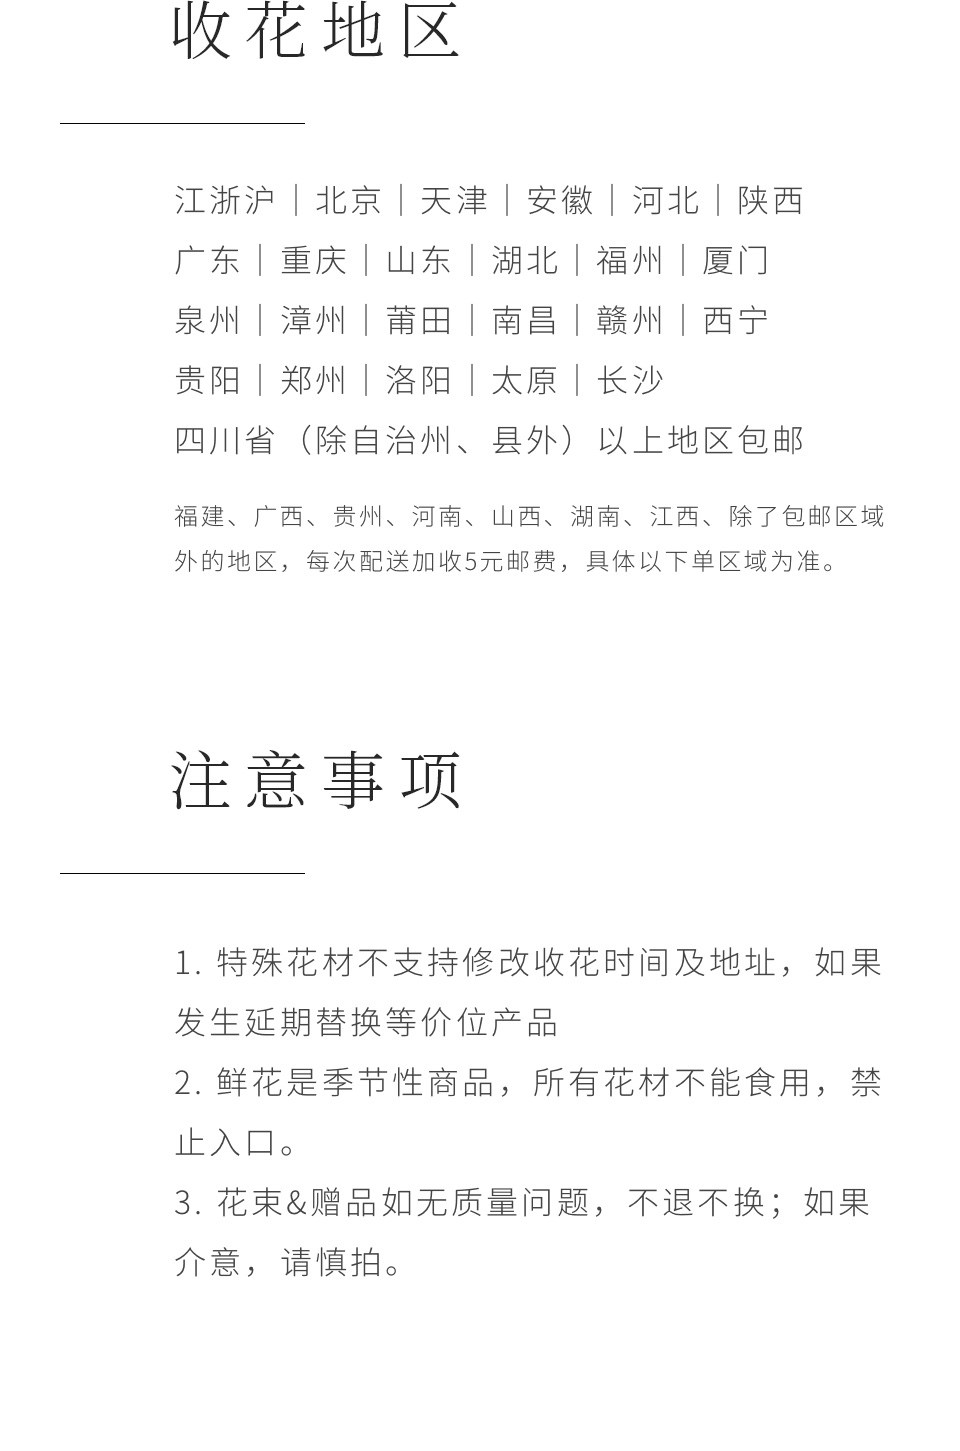 收花地区
江浙沪｜北京｜天津｜安徽｜河北｜陕西
广东｜重庆｜山东｜湖北｜福州｜厦门
泉州｜漳州｜莆田｜南昌｜赣州｜西宁
贵阳｜郑州｜洛阳｜太原｜长沙
四川省（除自治州、县外）以上地区包邮
福建、广西、贵州、河南、山西、湖南、江西、除了包邮区域
外的地区，每次配送加收5元邮费，具体以下单区域为准。
注意事项
1. 特殊花材不支持修改收花时间及地址，如果
发生延期替换等价位产品
2. 鲜花是季节性商品，所有花材不能食用，禁
止入口。
3. 花束&赠品如无质量问题，不退不换；如果
介意，请慎拍。